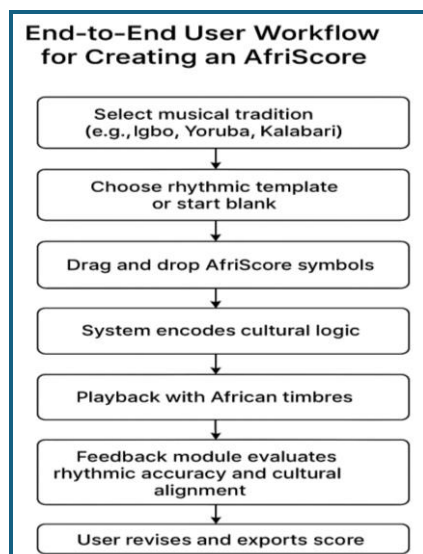 End-to-End User Workflow
for Creating an AfriScore
Select musical tradition
(e.g., Igbo, Yoruba, Kalabari)
Choose rhythmic template
or start blank
Drag and drop AfriScore symbols
System encodes cultural logic
Playback with African timbres
Feedback module evaluates
rhythmic accuracy and cultural
alignment
User revises and exports score